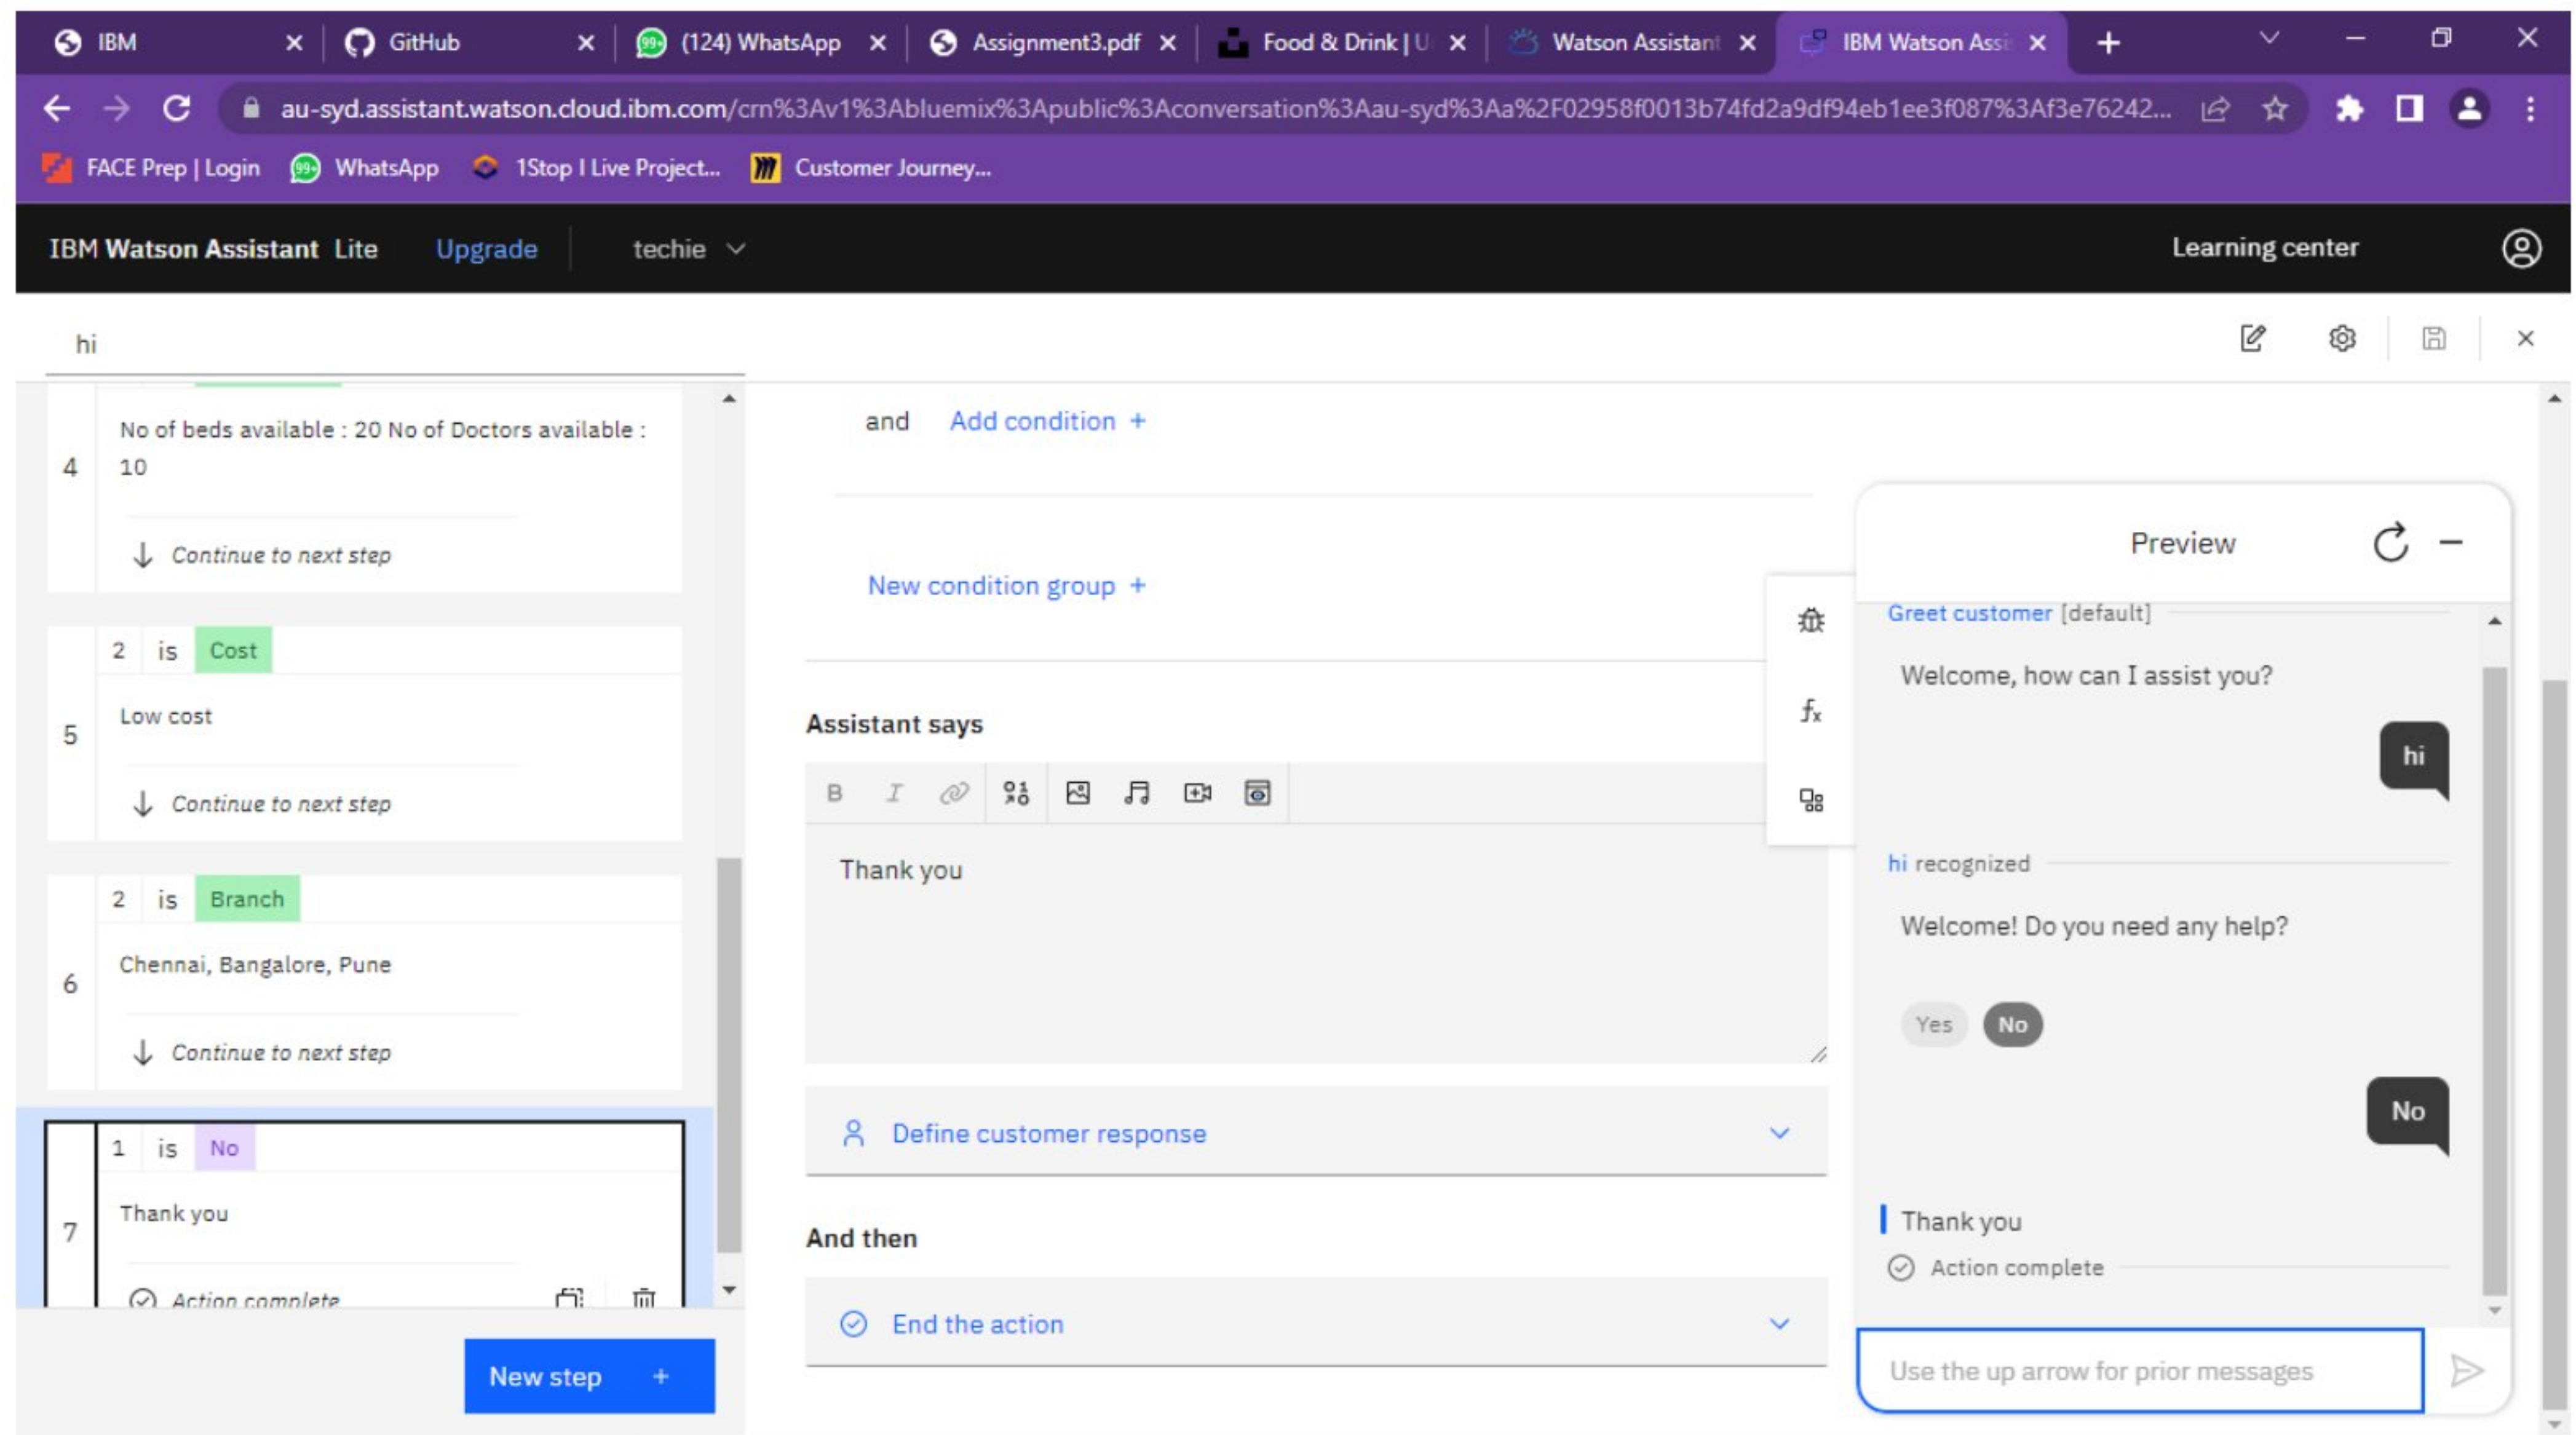 IBM
GitHub
(124) WhatsApp
Assignment3.pdf
Food & Drink | U
Watson Assistant
IBM Watson Assi
au-syd.assistant.watson.cloud.ibm.com/crn%3Av1%3Abluemix%3Apublic%3Aconversation%3Aau-syd%3Aa%2F02958f0013b74fd2a9df94eb1ee3f087%3Af3e76242...
FACE Prep | Login
WhatsApp
1Stop I Live Project...
Customer Journey...
IBM Watson Assistant Lite
Upgrade
techie
Learning center
hi
4
No of beds available : 20 No of Doctors available :
10
Continue to next step
2 is Cost
5
Low cost
Continue to next step
2 is Branch
6
Chennai, Bangalore, Pune
Continue to next step
1 is No
7
Thank you
Action complete
New step +
and Add condition +
New condition group +
Assistant says
B I
Thank you
Define customer response
And then
End the action
fx
Preview
Greet customer [default]
Welcome, how can I assist you?
hi
hi recognized
Welcome! Do you need any help?
Yes No
No
Thank you
Action complete
Use the up arrow for prior messages